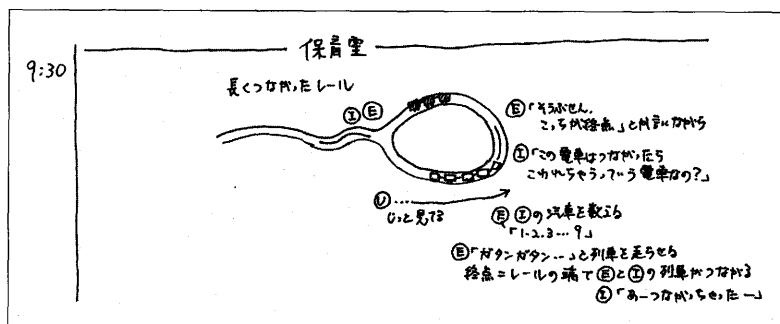 保育室
9:30
長くつながったレール
Ⓘ Ⓔ
Ⓔ「そうぶせん、
こっちが終点」と的言いながら
Ⓘ「この電車はつながったら
こわれちゃうっていう電車なの?」
Ⓤ…
じっと見てる
Ⓔ Ⓘの汽車を数える
「1.2.3…9」
Ⓔ「ガタンガタン…」と列車を走らせる
終点=レールの端でⒺとⒾの列車がつながる
Ⓘ「あーつながっちゃったー」